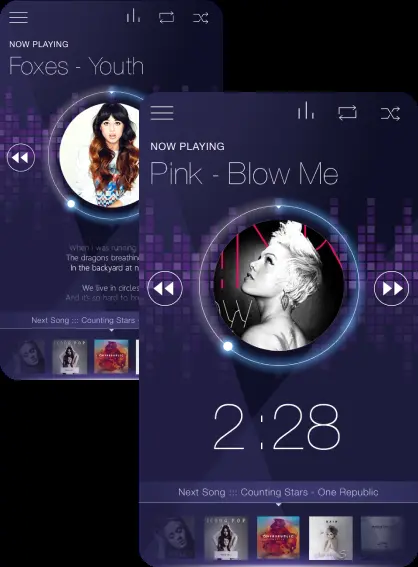 NOW PLAYING
Foxes - Youth
When I was running
The dragons breathin
In the backyard at n
We live in circles
And it's so hard to bre
Next Song ::: Counting Stars -
NOW PLAYING
Pink - Blow Me
2:28
Next Song ::: Counting Stars - One Republic